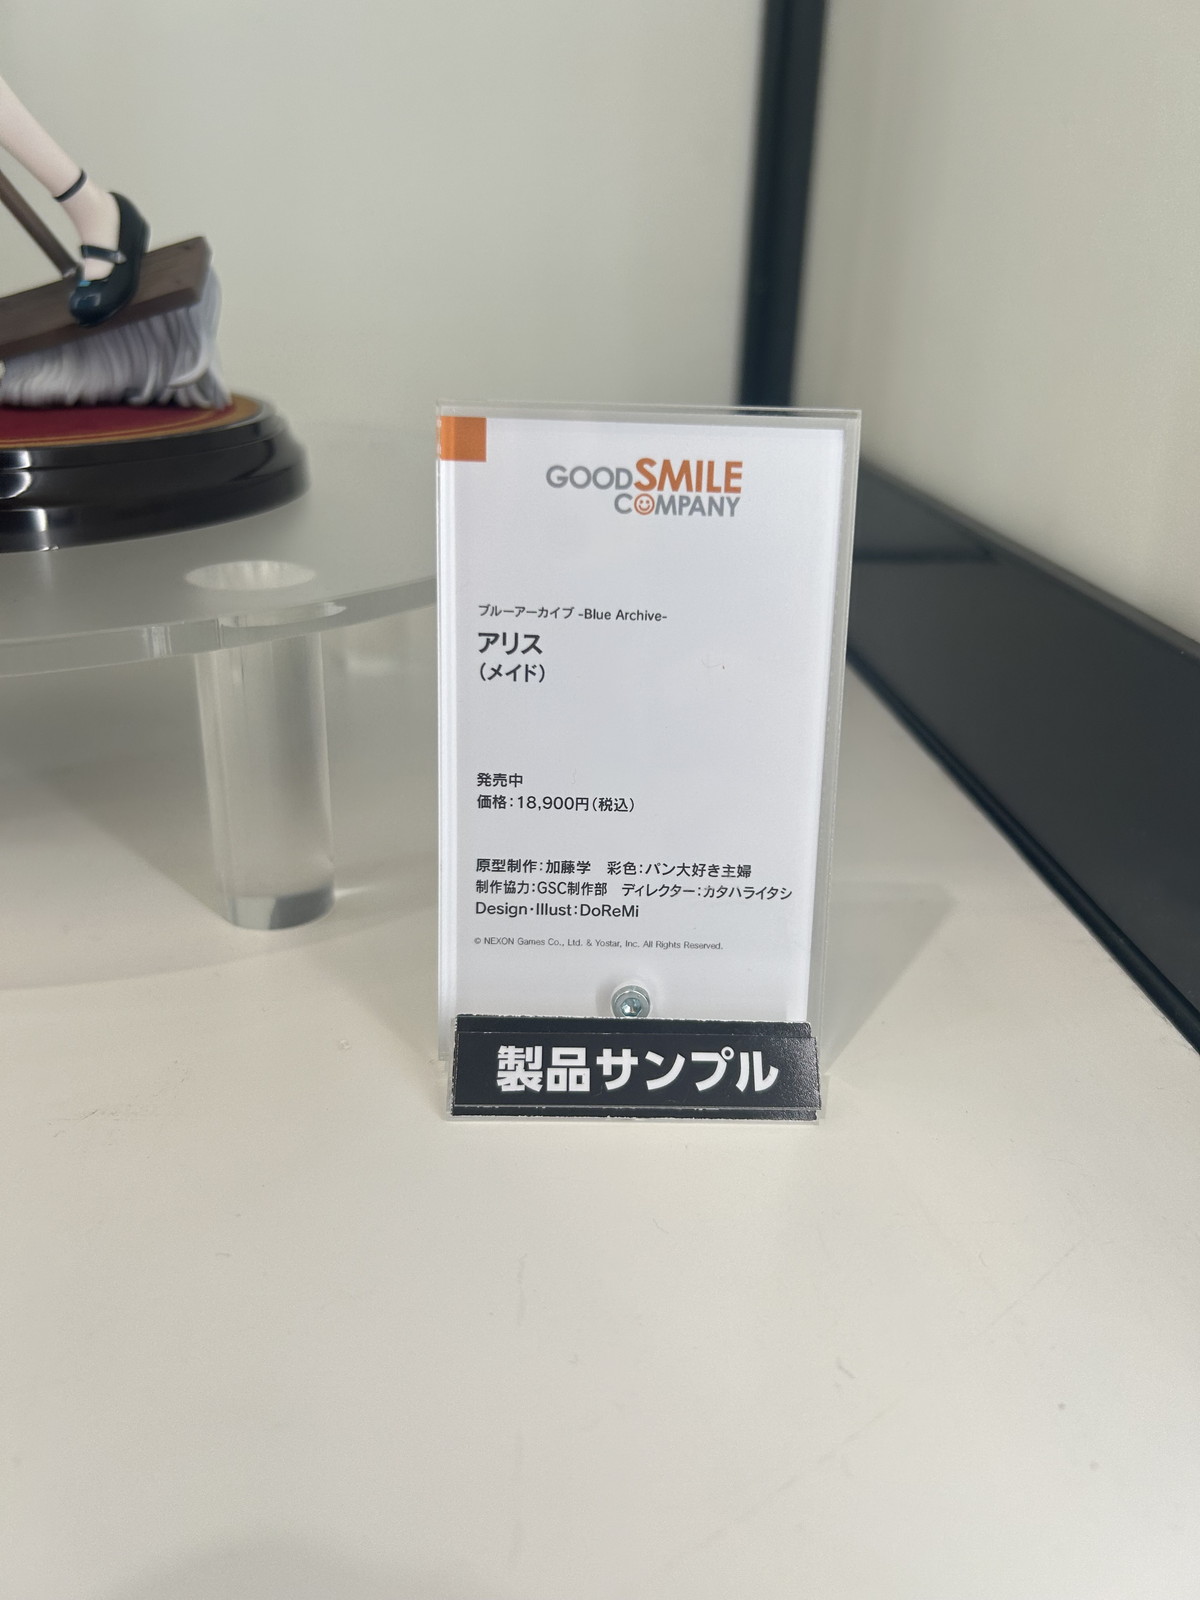 GOODSMILE
COMPANY
ブルーアーカイブ -Blue Archive-
アリス
（メイド）
発売中
価格：18,900円（税込）
原型制作：加藤学　彩色：パン大好き主婦
制作協力：GSC制作部　ディレクター：カタハライタシ
Design・Illust：DoReMi
© NEXON Games Co., Ltd. & Yostar, Inc. All Rights Reserved.
製品サンプル